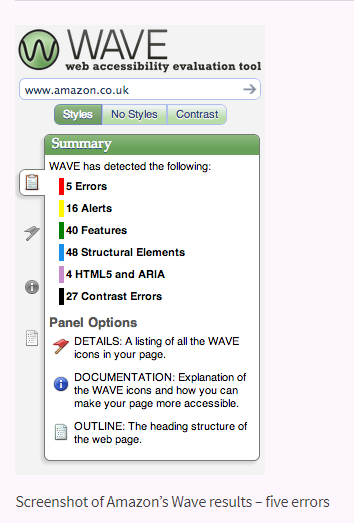 WAVE
web accessibility evaluation tool
www.amazon.co.uk
Styles No Styles Contrast
Summary
WAVE has detected the following:
5 Errors
16 Alerts
40 Features
48 Structural Elements
4 HTML5 and ARIA
27 Contrast Errors
Panel Options
DETAILS: A listing of all the WAVE
icons in your page.
DOCUMENTATION: Explanation of
the WAVE icons and how you can
make your page more accessible.
OUTLINE: The heading structure of
the web page.
Screenshot of Amazon’s Wave results – five errors